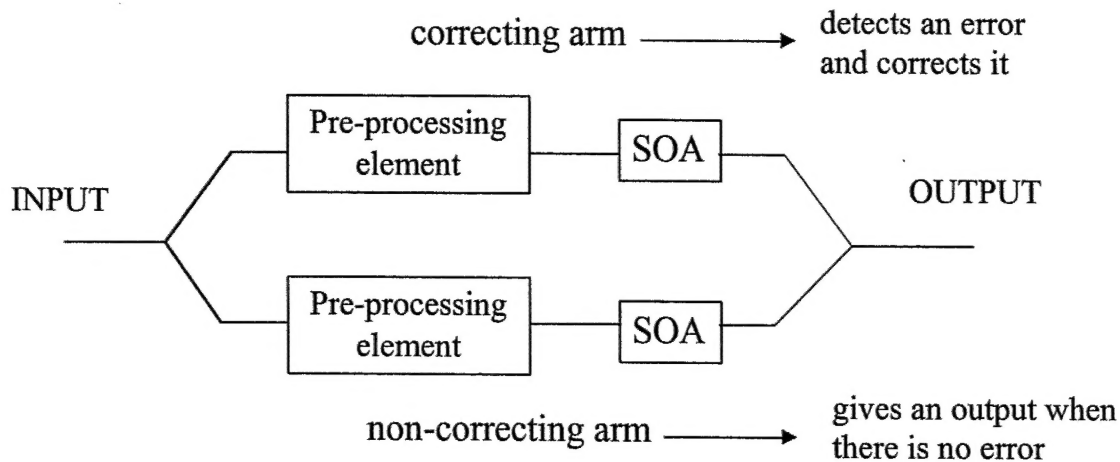 correcting arm
detects an error
and corrects it
Pre-processing
element
SOA
INPUT
OUTPUT
Pre-processing
element
SOA
non-correcting arm
gives an output when
there is no error